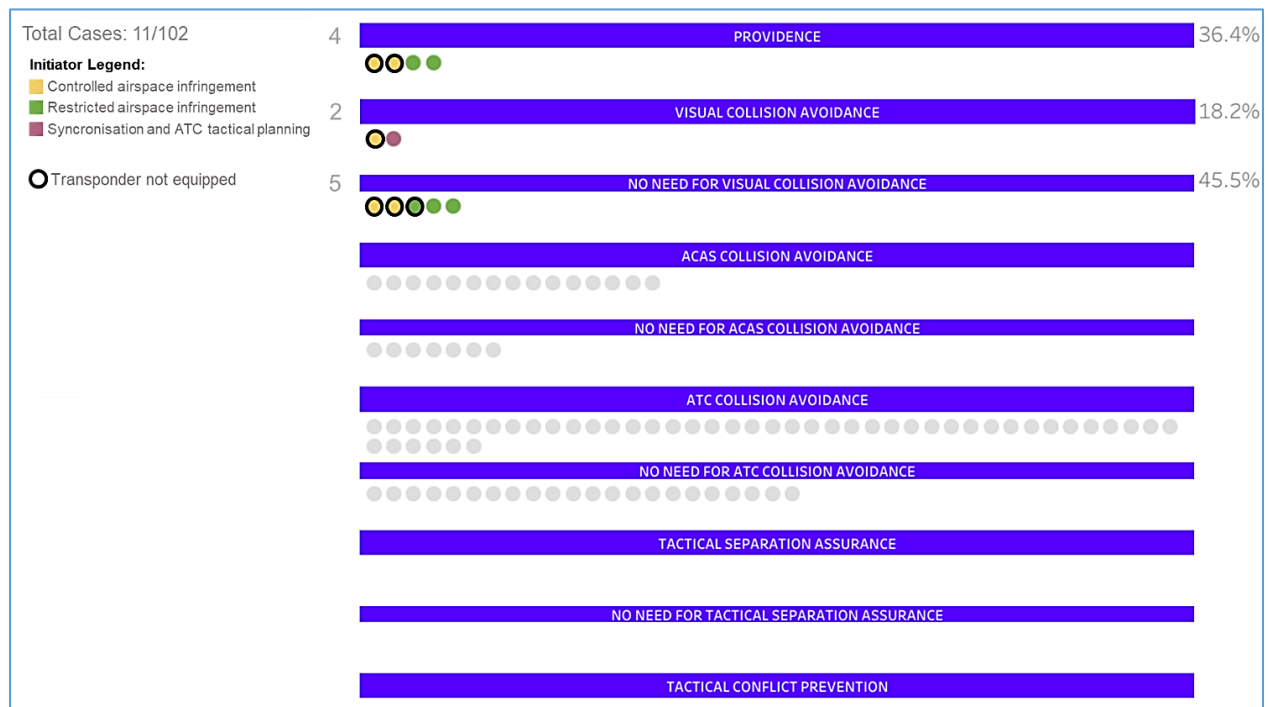 Total Cases: 11/102
Initiator Legend:
Controlled airspace infringement
Restricted airspace infringement
Syncronisation and ATC tactical planning
Transponder not equipped
4 PROVIDENCE 36.4%
2 VISUAL COLLISION AVOIDANCE 18.2%
5 NO NEED FOR VISUAL COLLISION AVOIDANCE 45.5%
ACAS COLLISION AVOIDANCE
NO NEED FOR ACAS COLLISION AVOIDANCE
ATC COLLISION AVOIDANCE
NO NEED FOR ATC COLLISION AVOIDANCE
TACTICAL SEPARATION ASSURANCE
NO NEED FOR TACTICAL SEPARATION ASSURANCE
TACTICAL CONFLICT PREVENTION